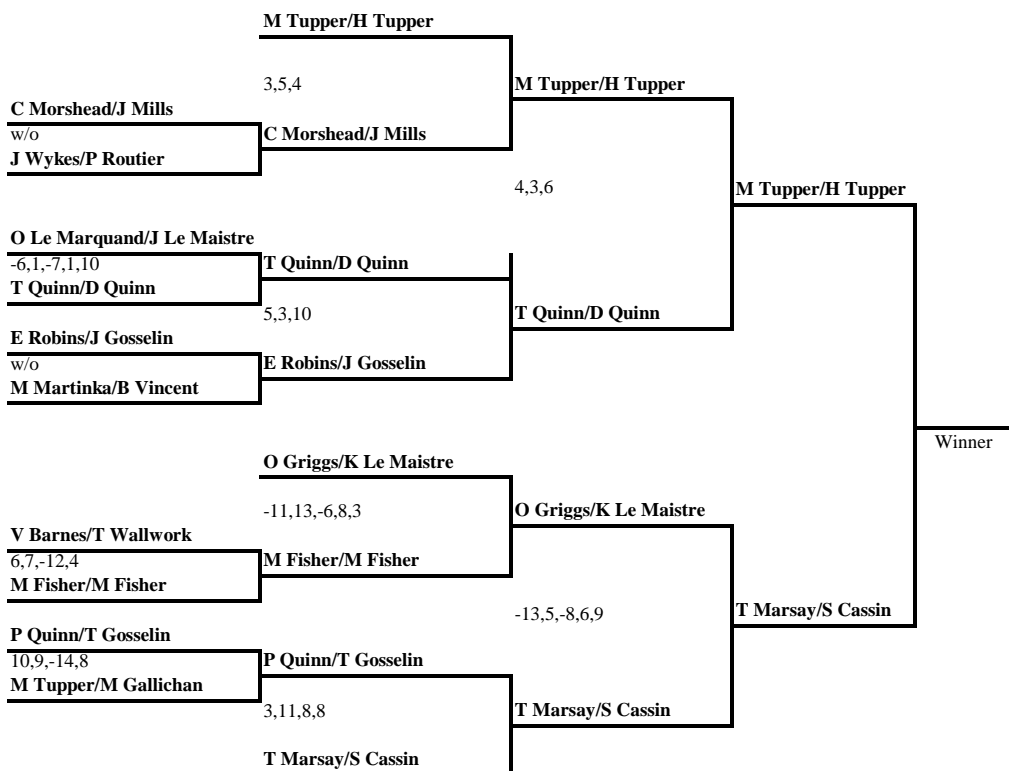 M Tupper/H Tupper
3,5,4
M Tupper/H Tupper
C Morshead/J Mills
w/o
C Morshead/J Mills
J Wykes/P Routier
4,3,6
M Tupper/H Tupper
O Le Marquand/J Le Maistre
-6,1,-7,1,10
T Quinn/D Quinn
T Quinn/D Quinn
5,3,10
T Quinn/D Quinn
E Robins/J Gosselin
w/o
E Robins/J Gosselin
M Martinka/B Vincent
Winner
O Griggs/K Le Maistre
-11,13,-6,8,3
O Griggs/K Le Maistre
V Barnes/T Wallwork
6,7,-12,4
M Fisher/M Fisher
M Fisher/M Fisher
-13,5,-8,6,9
T Marsay/S Cassin
P Quinn/T Gosselin
10,9,-14,8
P Quinn/T Gosselin
M Tupper/M Gallichan
3,11,8,8
T Marsay/S Cassin
T Marsay/S Cassin